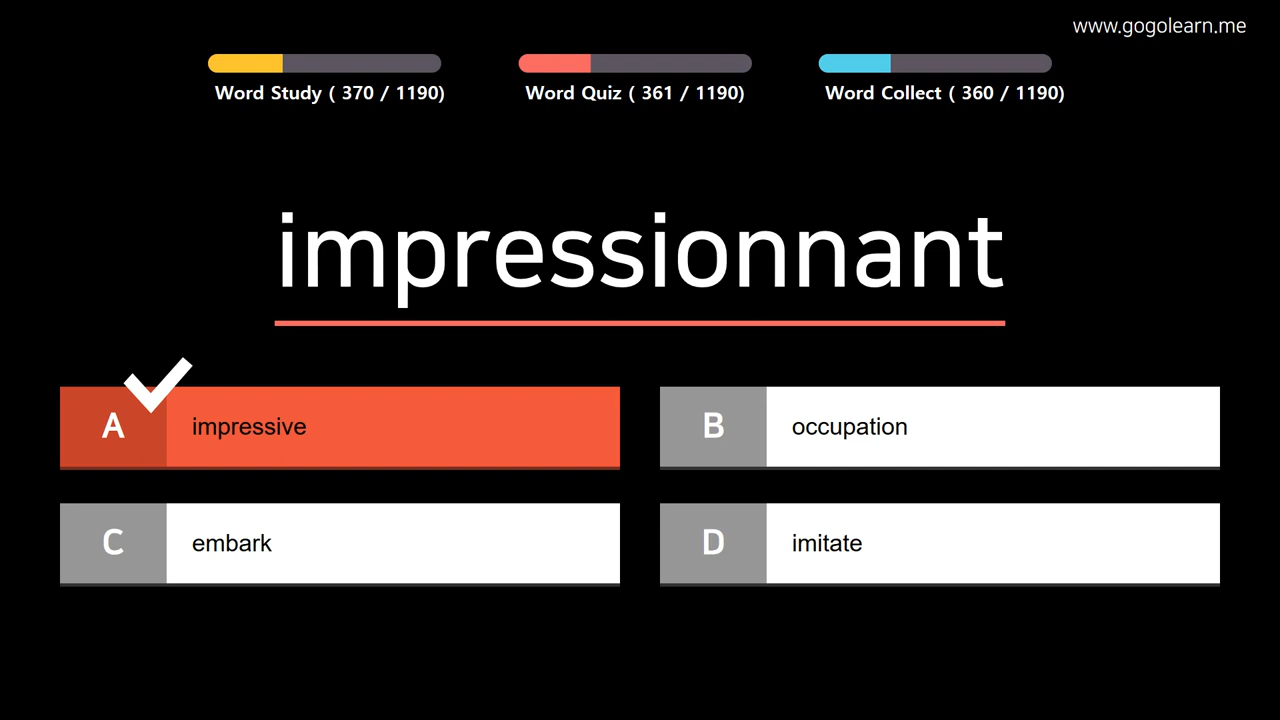 www.gogolearn.me
Word Study ( 370 / 1190)
Word Quiz ( 361 / 1190)
Word Collect ( 360 / 1190)
impressionnant
A impressive
B occupation
C embark
D imitate